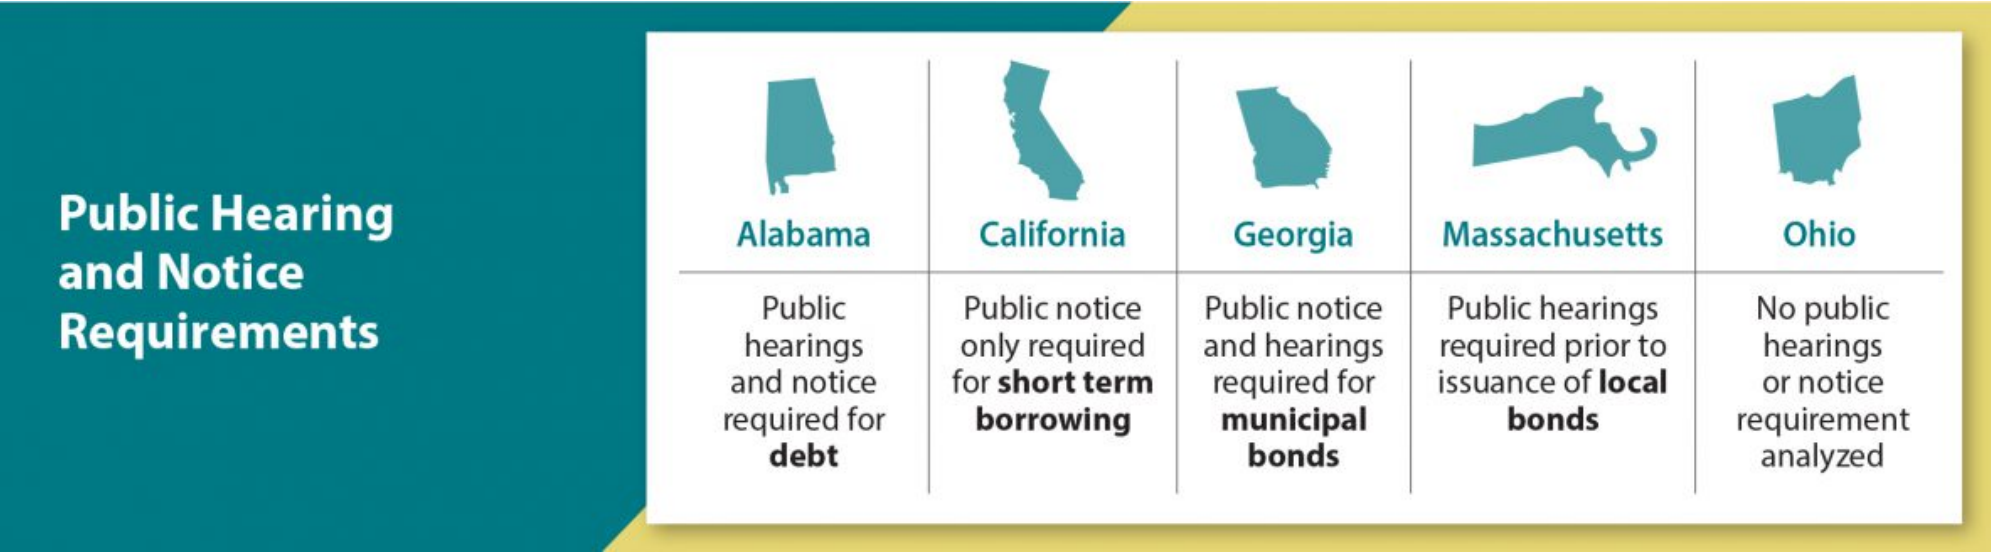 Public Hearing
and Notice
Requirements
Alabama
Public
hearings
and notice
required for
debt
California
Public notice
only required
for short term
borrowing
Georgia
Public notice
and hearings
required for
municipal
bonds
Massachusetts
Public hearings
required prior to
issuance of local
bonds
Ohio
No public
hearings
or notice
requirement
analyzed